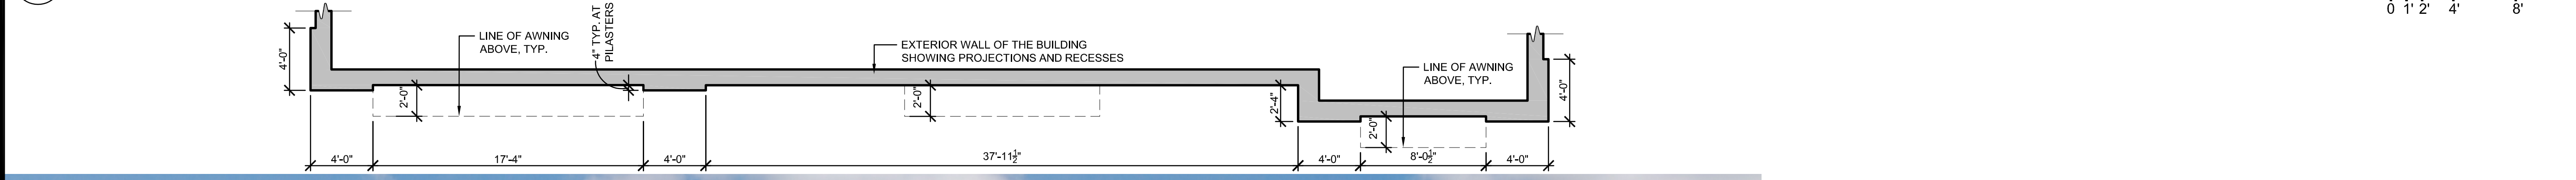 0 1' 2' 4' 8'
4'-0"
LINE OF AWNING
ABOVE, TYP.
4" TYP. AT
PILASTERS
EXTERIOR WALL OF THE BUILDING
SHOWING PROJECTIONS AND RECESSES
LINE OF AWNING
ABOVE, TYP.
4'-0"
2'-0"
2'-0"
2'-4"
2'-0"
4'-0"
17'-4"
4'-0"
37'-11½"
4'-0"
8'-0½"
4'-0"